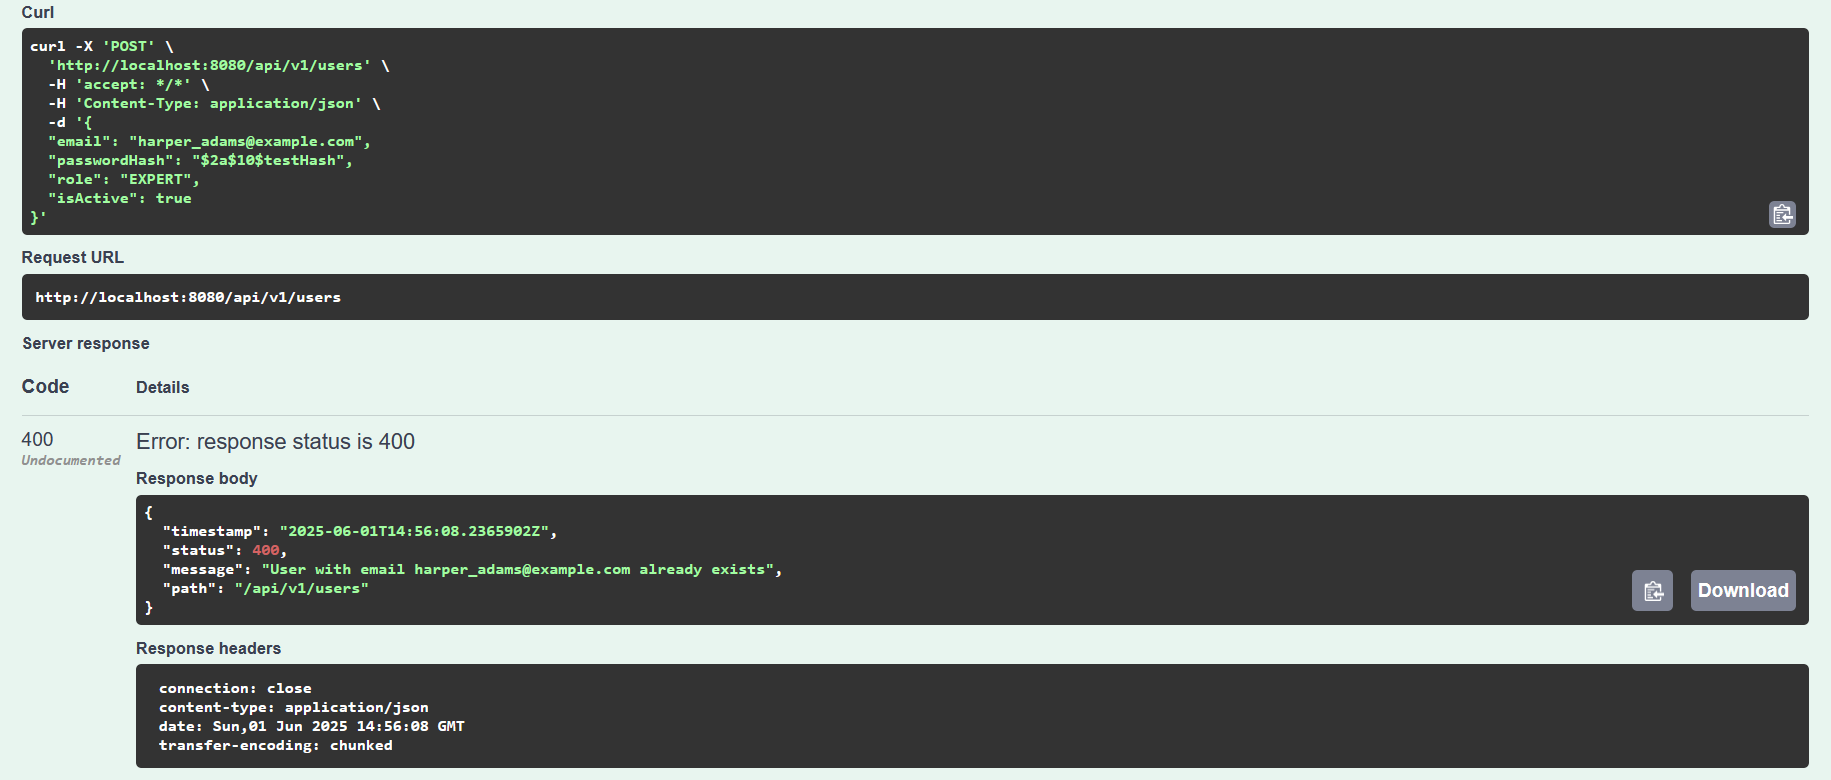 Curl
curl -X 'POST' \
'http://localhost:8080/api/v1/users' \
-H 'accept: */*' \
-H 'Content-Type: application/json' \
-d '{
"email": "harper_adams@example.com",
"passwordHash": "$2a$10$testHash",
"role": "EXPERT",
"isActive": true
}'
Request URL
http://localhost:8080/api/v1/users
Server response
Code Details
400 Error: response status is 400
Undocumented
Response body
{
"timestamp": "2025-06-01T14:56:08.2365902Z",
"status": 400,
"message": "User with email harper_adams@example.com already exists",
"path": "/api/v1/users"
}
Download
Response headers
connection: close
content-type: application/json
date: Sun,01 Jun 2025 14:56:08 GMT
transfer-encoding: chunked